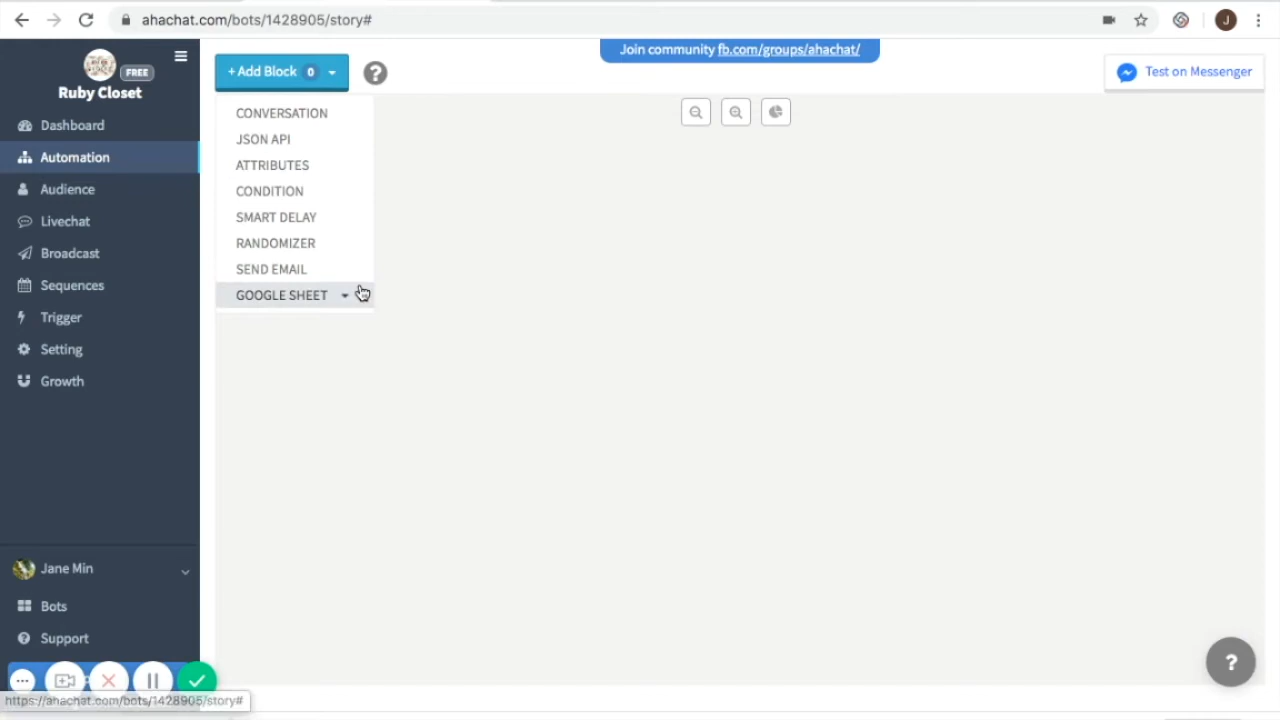 ahachat.com/bots/1428905/story#
J
Join community fb.com/groups/ahachat/
FREE
Ruby Closet
+ Add Block 0
?
Test on Messenger
Dashboard
Automation
Audience
Livechat
Broadcast
Sequences
Trigger
Setting
Growth
CONVERSATION
JSON API
ATTRIBUTES
CONDITION
SMART DELAY
RANDOMIZER
SEND EMAIL
GOOGLE SHEET
Jane Min
Bots
Support
?
https://ahachat.com/bots/1428905/story#